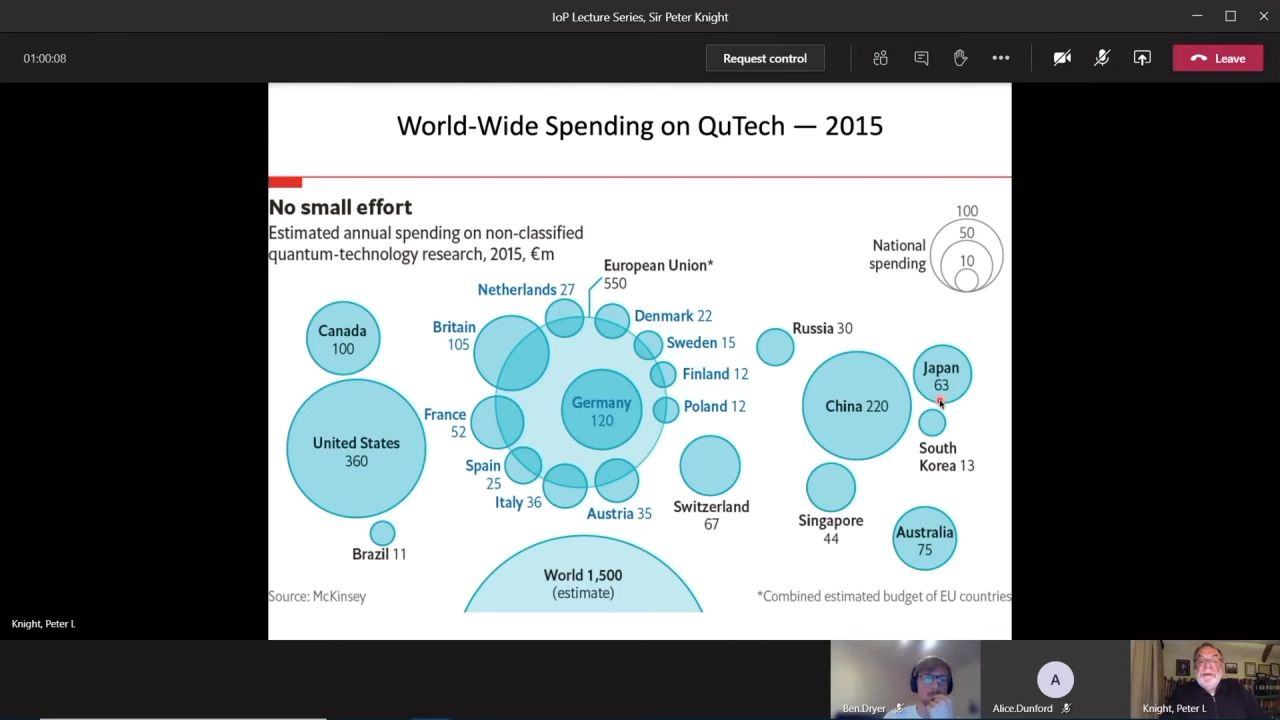 IoP Lecture Series, Sir Peter Knight
01:00:08
Request control
Leave
World-Wide Spending on QuTech — 2015
No small effort
Estimated annual spending on non-classified
quantum-technology research, 2015, €m
100
50
10
National
spending
European Union*
550
Netherlands 27
Denmark 22
Britain
105
Sweden 15
Finland 12
Germany
120
Poland 12
France
52
Spain
25
Italy 36
Austria 35
Canada
100
United States
360
Brazil 11
Switzerland
67
Russia 30
China 220
Japan
63
South
Korea 13
Singapore
44
Australia
75
World 1,500
(estimate)
Source: McKinsey
*Combined estimated budget of EU countries
Knight, Peter L
Ben.Dryer
A
Alice.Dunford
Knight, Peter L